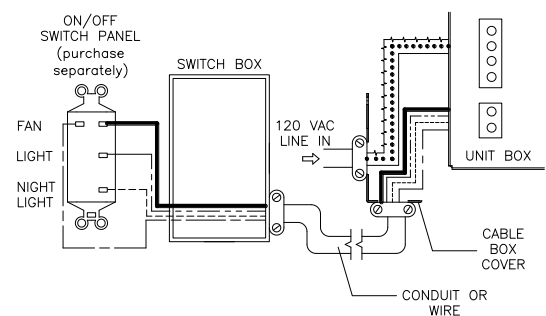 ON/OFF
SWITCH PANEL
(purchase
separately)
SWITCH BOX
FAN
LIGHT
NIGHT
LIGHT
120 VAC
LINE IN
UNIT BOX
CABLE
BOX
COVER
CONDUIT OR
WIRE